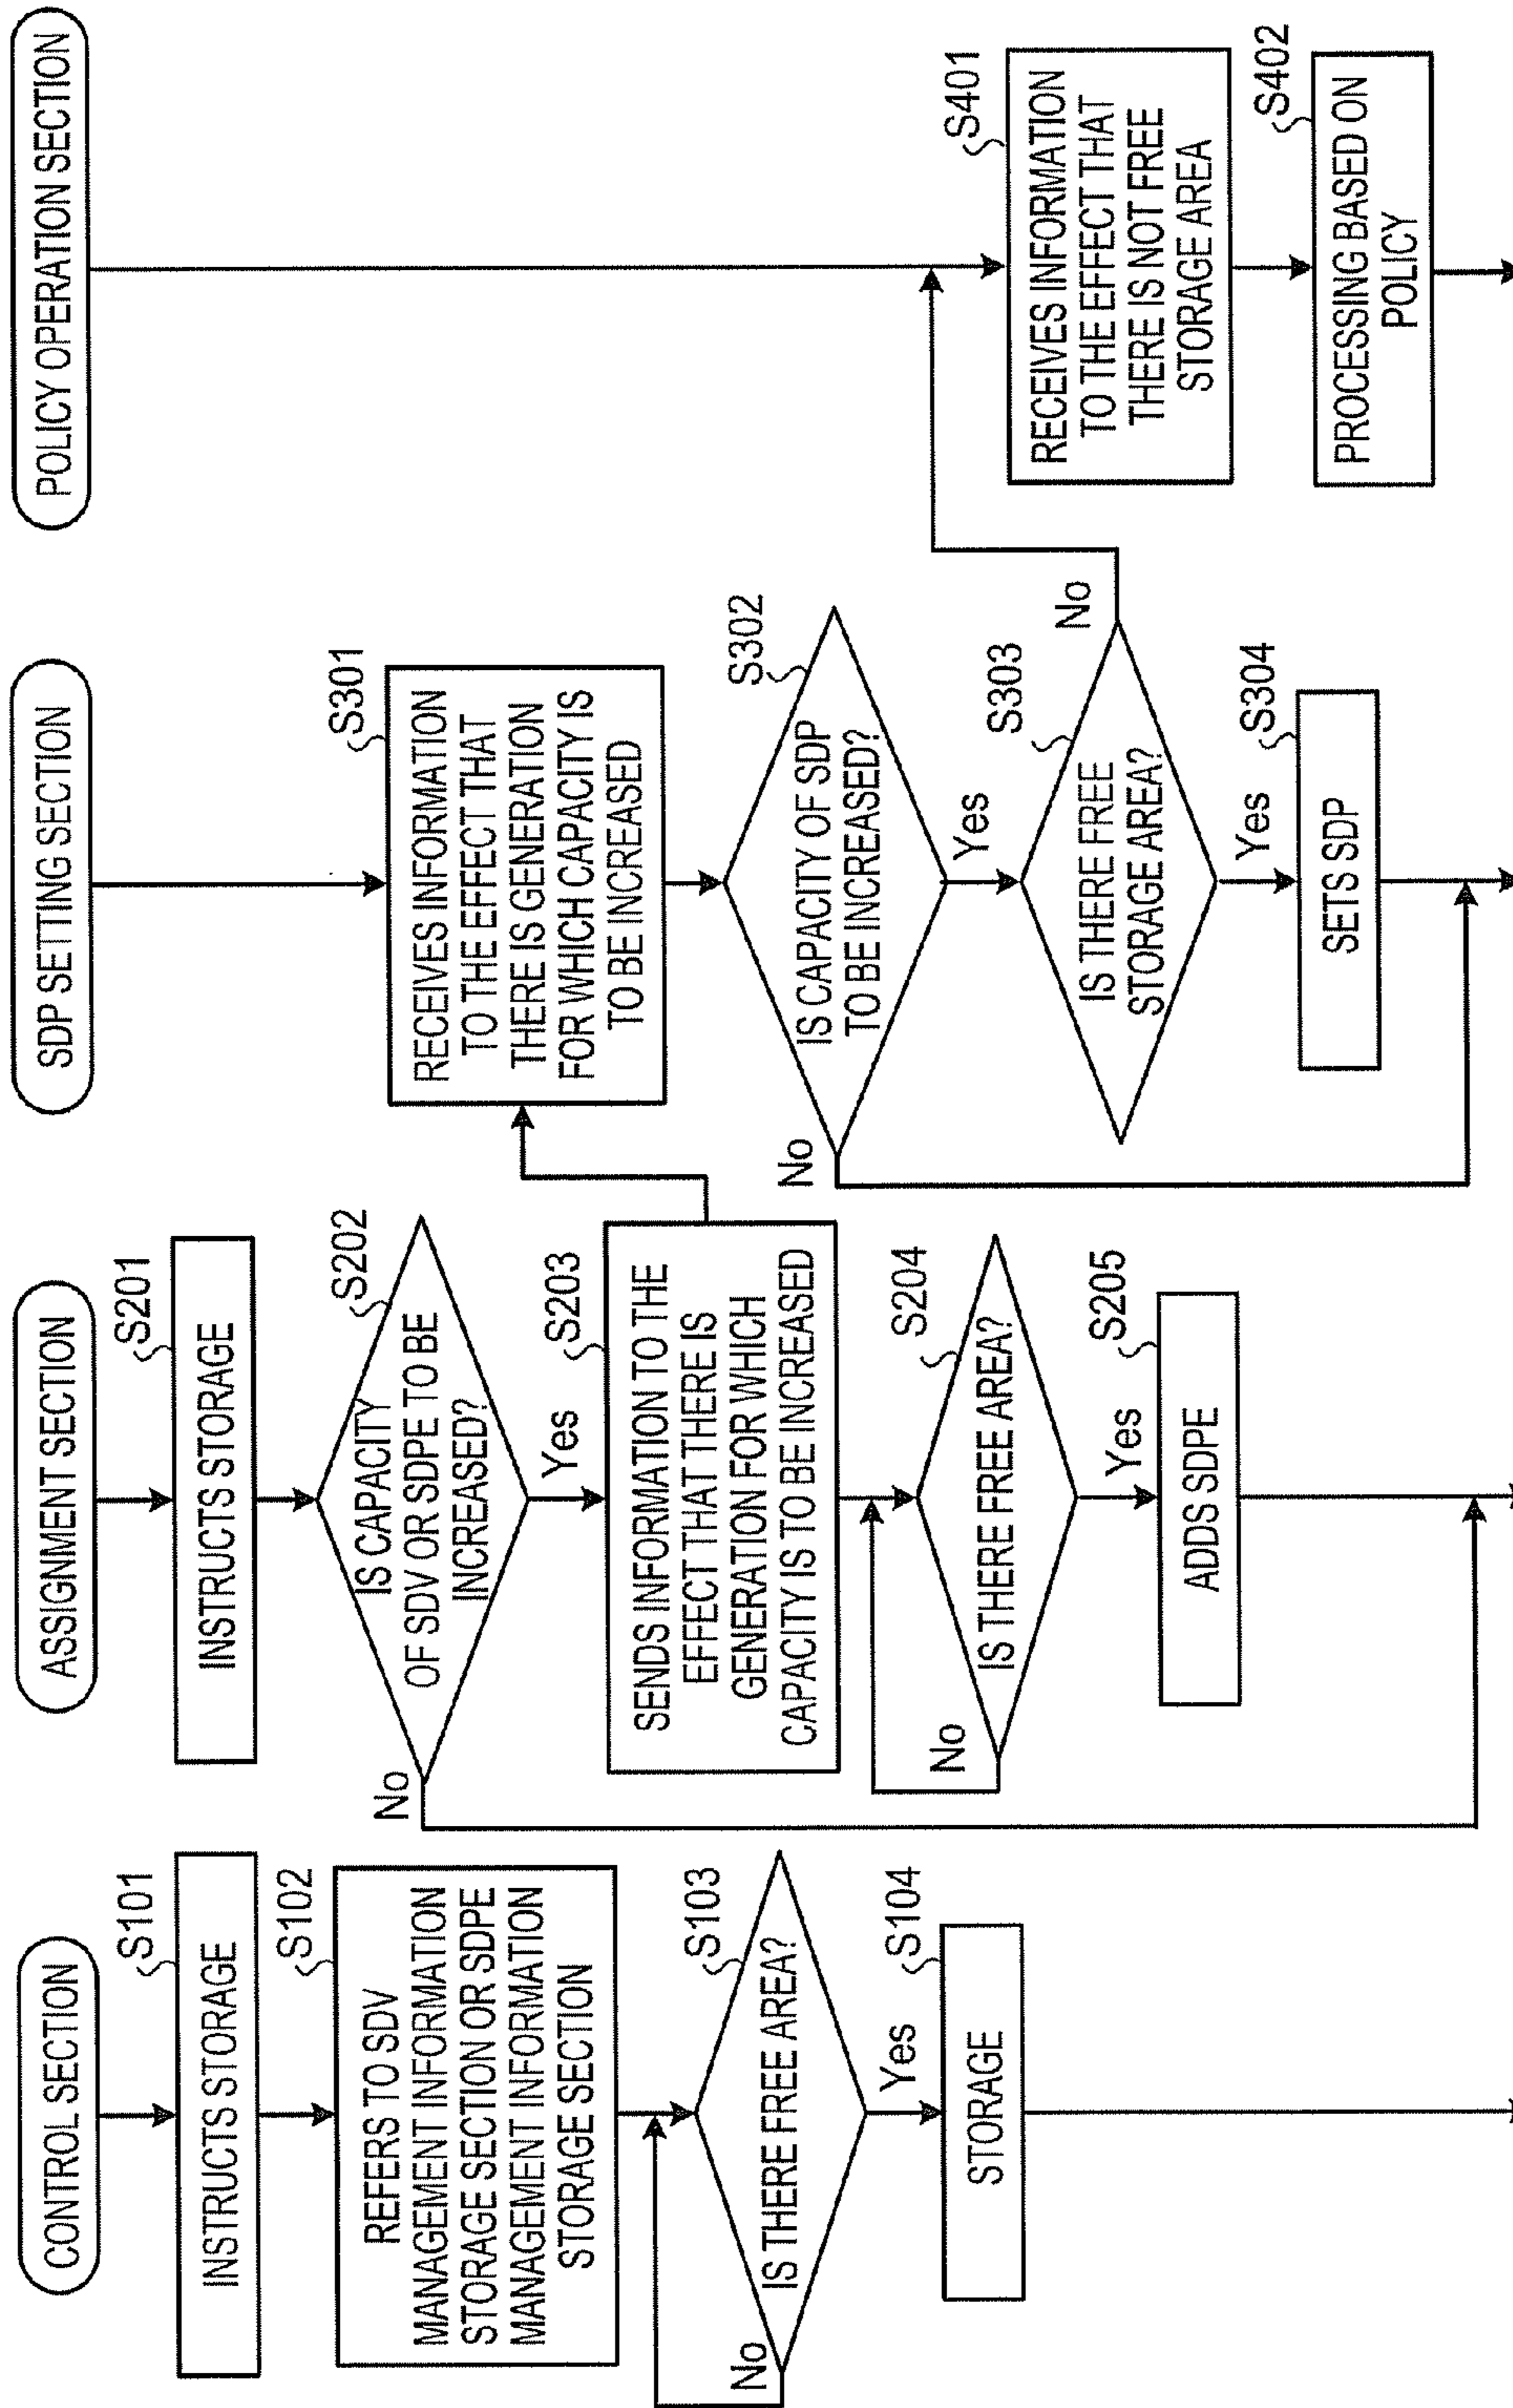 CONTROL SECTION
S101
INSTRUCTS STORAGE
S102
REFERS TO SDV
MANAGEMENT INFORMATION
STORAGE SECTION OR SDPE
MANAGEMENT INFORMATION
STORAGE SECTION
S103
IS THERE FREE AREA?
No
Yes
S104
STORAGE
ASSIGNMENT SECTION
S201
INSTRUCTS STORAGE
S202
IS CAPACITY
OF SDV OR SDPE TO BE
INCREASED?
No
Yes
S203
SENDS INFORMATION TO THE
EFFECT THAT THERE IS
GENERATION FOR WHICH
CAPACITY IS TO BE INCREASED
S204
IS THERE FREE AREA?
No
Yes
S205
ADDS SDPE
SDP SETTING SECTION
S301
RECEIVES INFORMATION
TO THE EFFECT THAT
THERE IS GENERATION
FOR WHICH CAPACITY IS
TO BE INCREASED
S302
IS CAPACITY OF SDP
TO BE INCREASED?
No
Yes
S303
IS THERE FREE
STORAGE AREA?
No
Yes
S304
SETS SDP
POLICY OPERATION SECTION
S401
RECEIVES INFORMATION
TO THE EFFECT THAT
THERE IS NOT FREE
STORAGE AREA
S402
PROCESSING BASED ON
POLICY